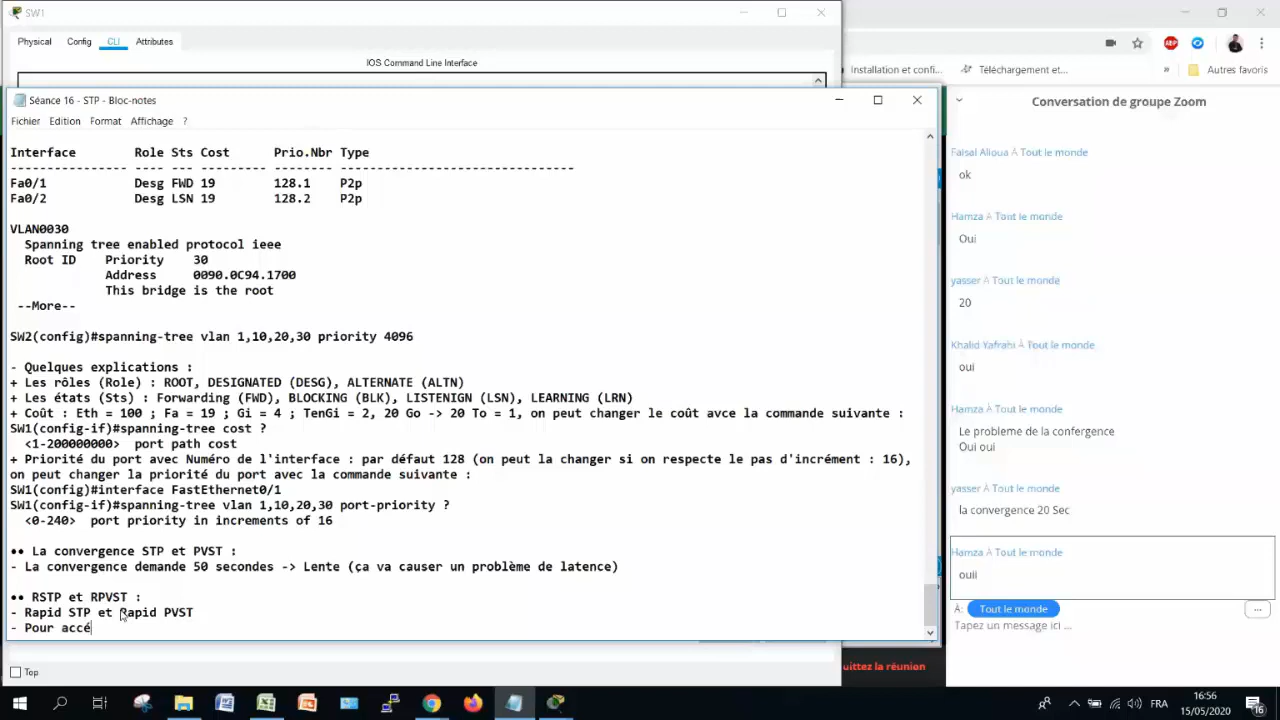 SW1
Physical Config CLI Attributes
IOS Command Line Interface
Installation et confi... Téléchargement et... » Autres favoris
Séance 16 - STP - Bloc-notes
Fichier Edition Format Affichage ?
Interface Role Sts Cost Prio.Nbr Type
---------------- ---- --- --------- -------- --------------------------------
Fa0/1 Desg FWD 19 128.1 P2p
Fa0/2 Desg LSN 19 128.2 P2p
VLAN0030
Spanning tree enabled protocol ieee
Root ID Priority 30
Address 0090.0C94.1700
This bridge is the root
--More--
SW2(config)#spanning-tree vlan 1,10,20,30 priority 4096
- Quelques explications :
+ Les rôles (Role) : ROOT, DESIGNATED (DESG), ALTERNATE (ALTN)
+ Les états (Sts) : Forwarding (FWD), BLOCKING (BLK), LISTENIGN (LSN), LEARNING (LRN)
+ Coût : Eth = 100 ; Fa = 19 ; Gi = 4 ; TenGi = 2, 20 Go -> 20 To = 1, on peut changer le coût avce la commande suivante :
SW1(config-if)#spanning-tree cost ?
<1-200000000> port path cost
+ Priorité du port avec Numéro de l'interface : par défaut 128 (on peut la changer si on respecte le pas d'incrément : 16),
on peut changer la priorité du port avec la commande suivante :
SW1(config)#interface FastEthernet0/1
SW1(config-if)#spanning-tree vlan 1,10,20,30 port-priority ?
<0-240> port priority in increments of 16
•• La convergence STP et PVST :
- La convergence demande 50 secondes -> Lente (ça va causer un problème de latence)
•• RSTP et RPVST :
- Rapid STP et Rapid PVST
- Pour accé
Top
Conversation de groupe Zoom
Faisal Alioua À Tout le monde
ok
Hamza À Tout le monde
Oui
yasser À Tout le monde
20
Khalid Yafrani À Tout le monde
oui
Hamza À Tout le monde
Le probleme de la confergence
Oui oui
yasser À Tout le monde
la convergence 20 Sec
Hamza À Tout le monde
ouii
À: Tout le monde ...
Tapez un message ici ...
uittez la réunion
FRA
16:56
15/05/2020
16